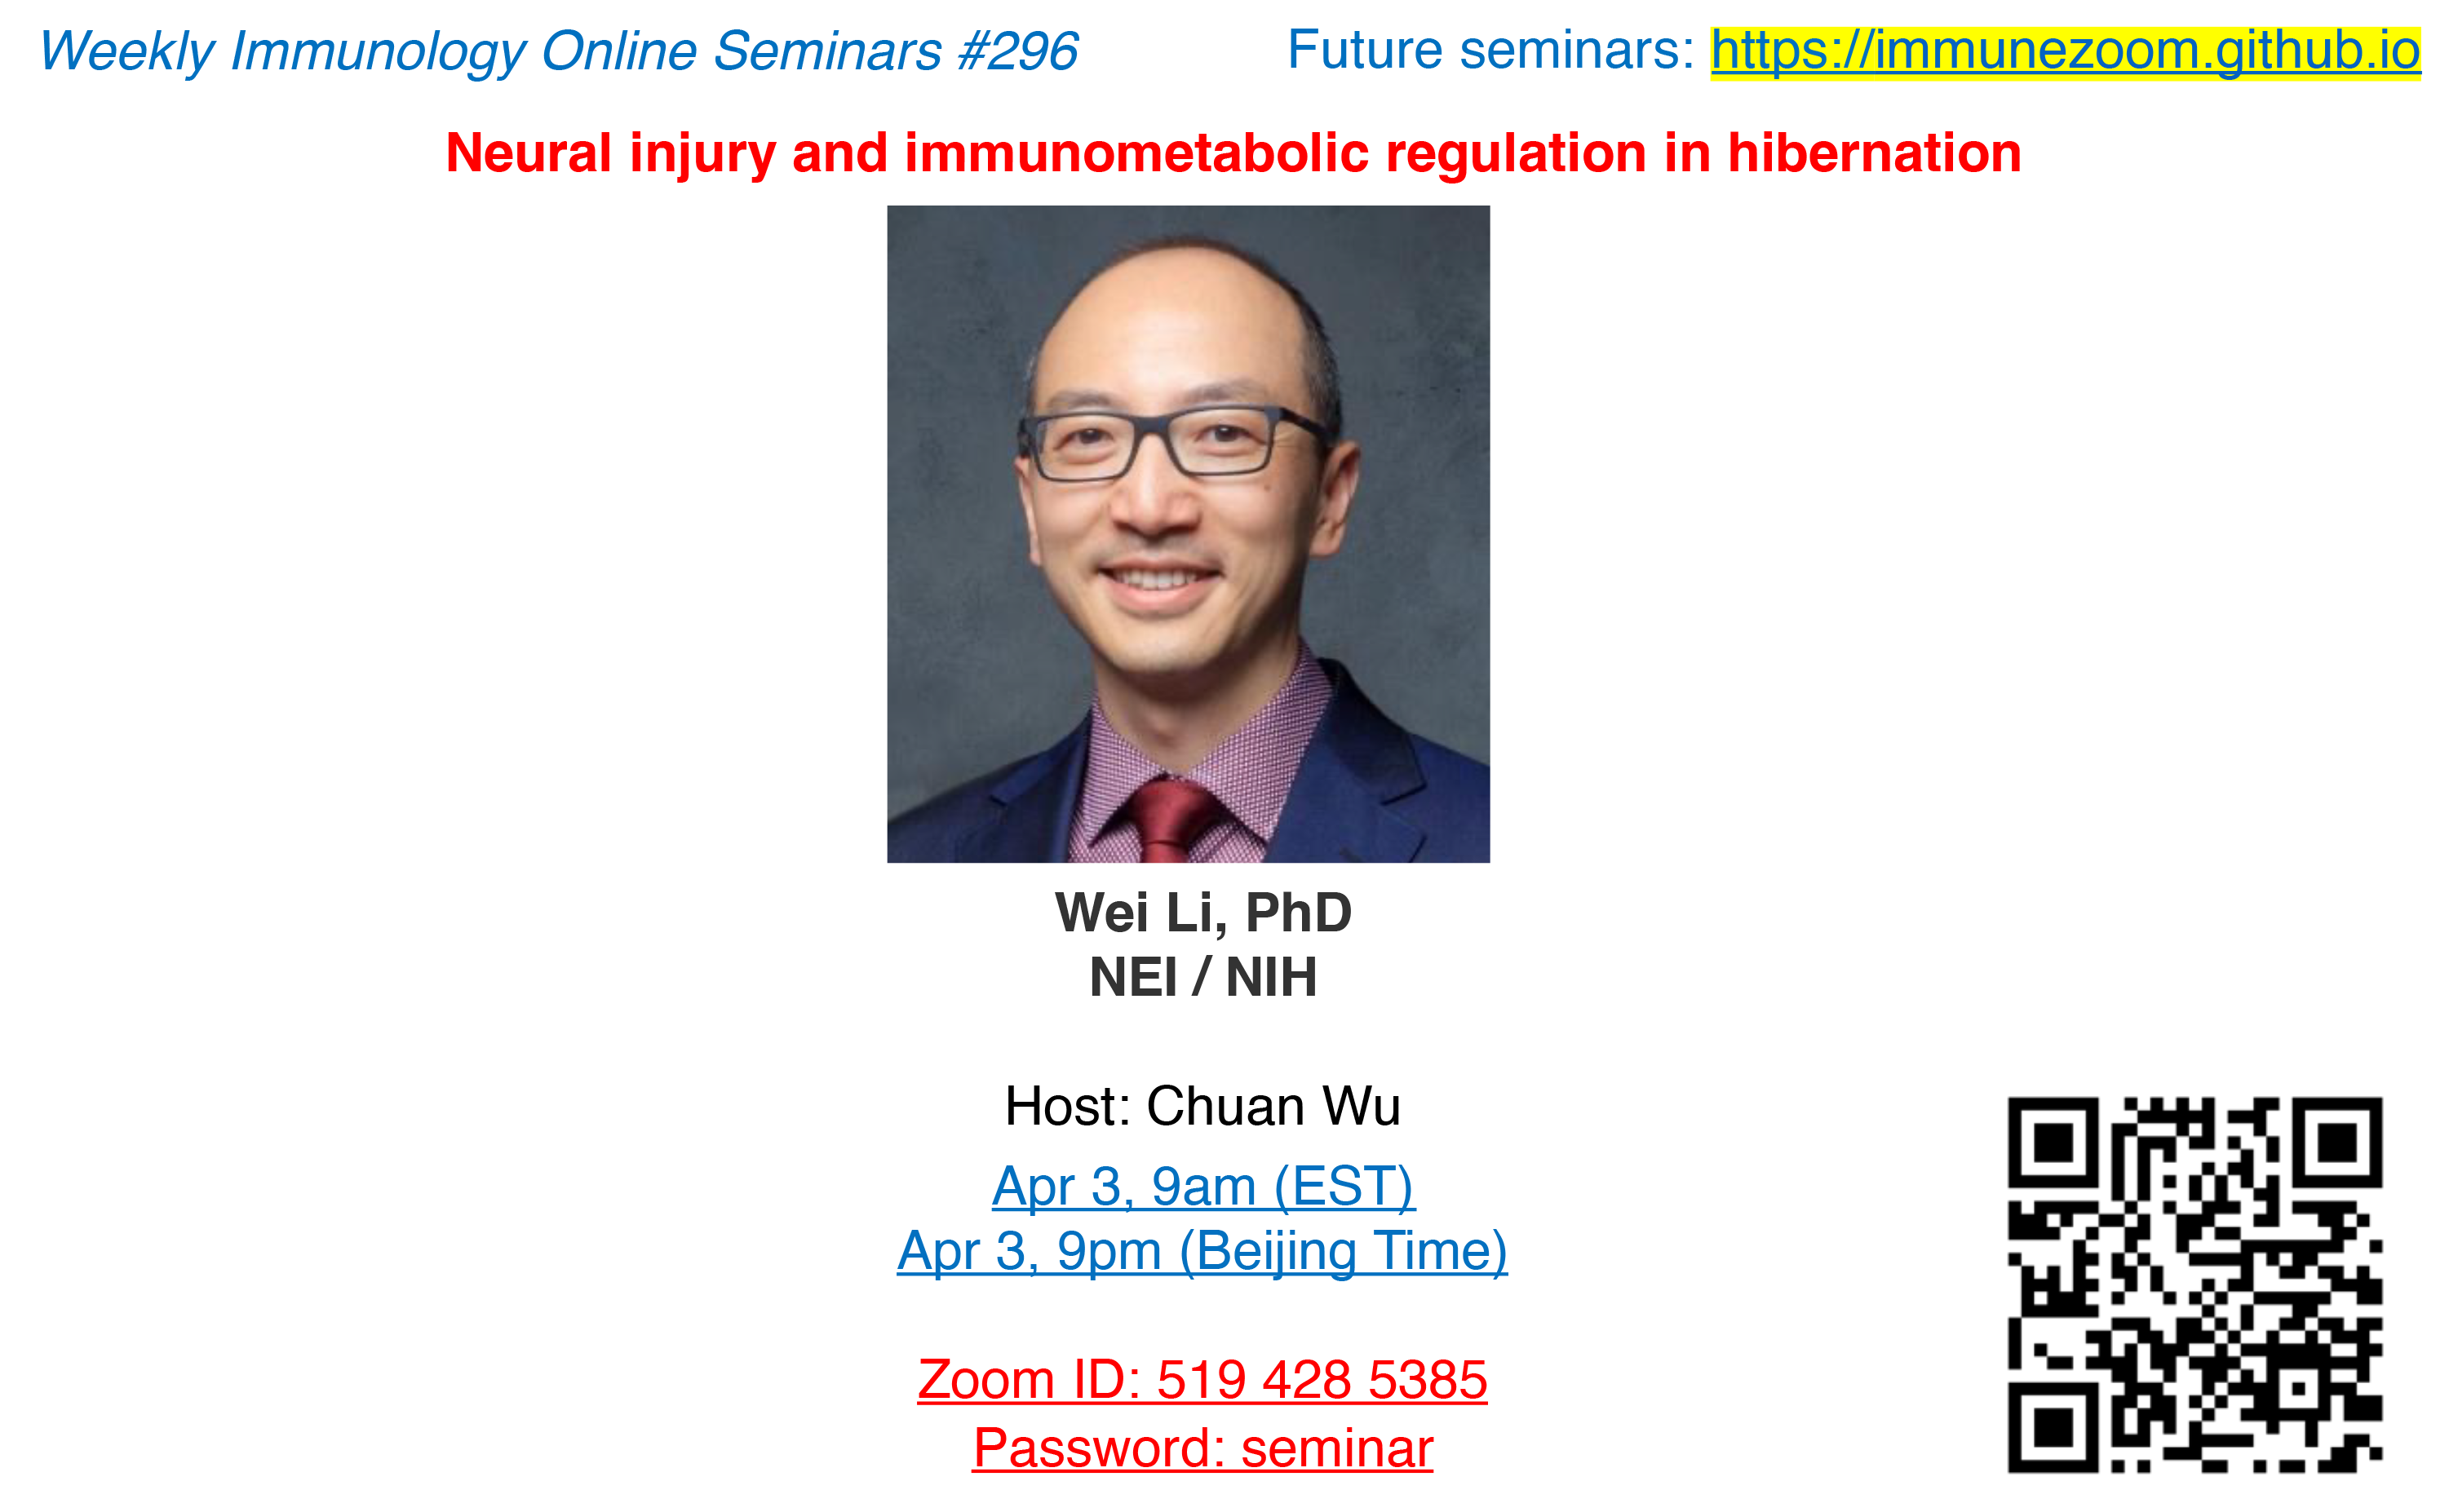 Weekly Immunology Online Seminars #296
Future seminars: https://immunezoom.github.io
Neural injury and immunometabolic regulation in hibernation
Wei Li, PhD
NEI / NIH
Host: Chuan Wu
Apr 3, 9am (EST)
Apr 3, 9pm (Beijing Time)
Zoom ID: 519 428 5385
Password: seminar